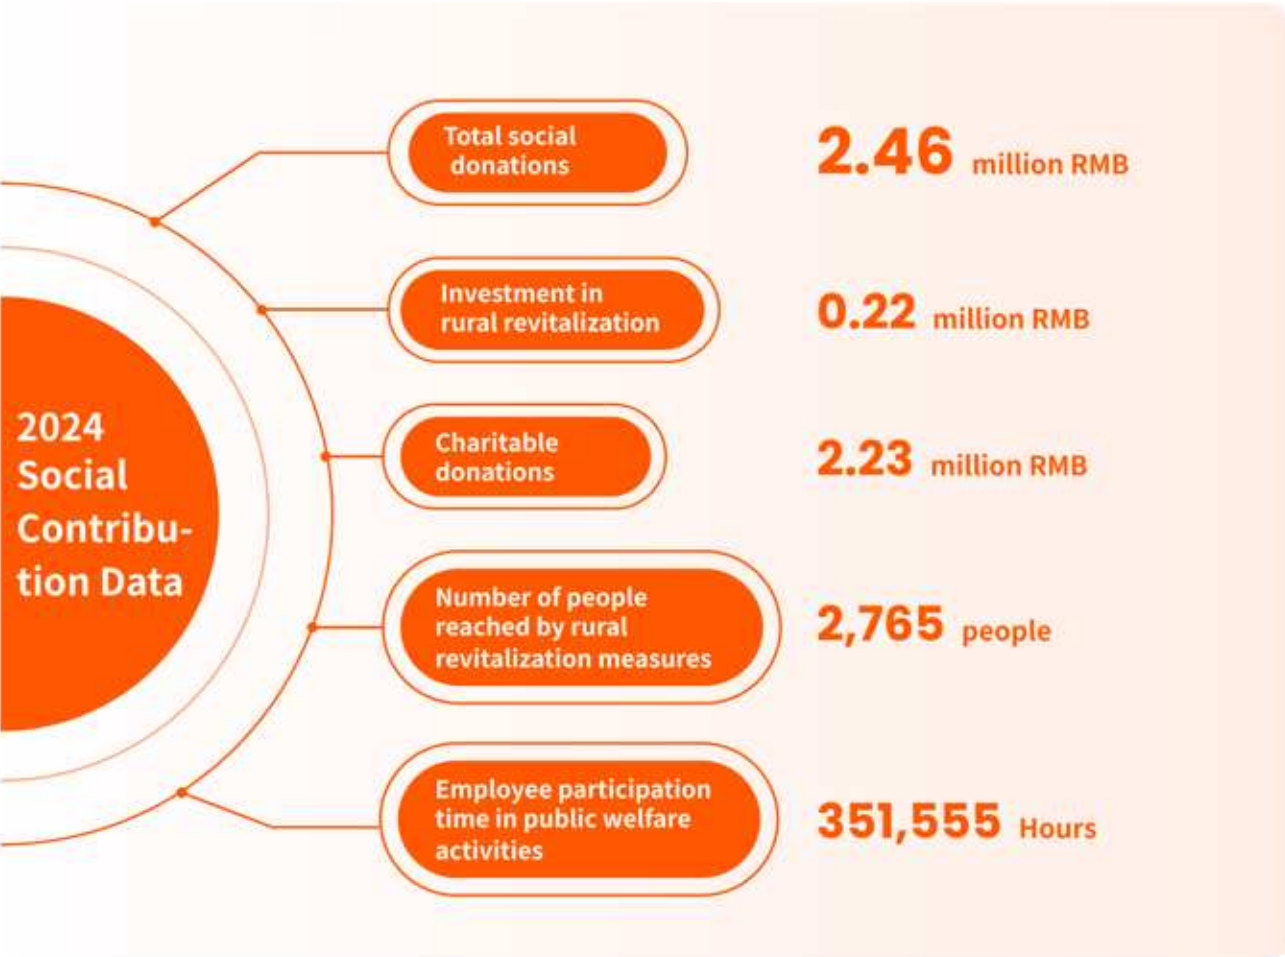 2024
Social
Contribu-
tion Data
Total social
donations
2.46 million RMB
Investment in
rural revitalization
0.22 million RMB
Charitable
donations
2.23 million RMB
Number of people
reached by rural
revitalization measures
2,765 people
Employee participation
time in public welfare
activities
351,555 Hours